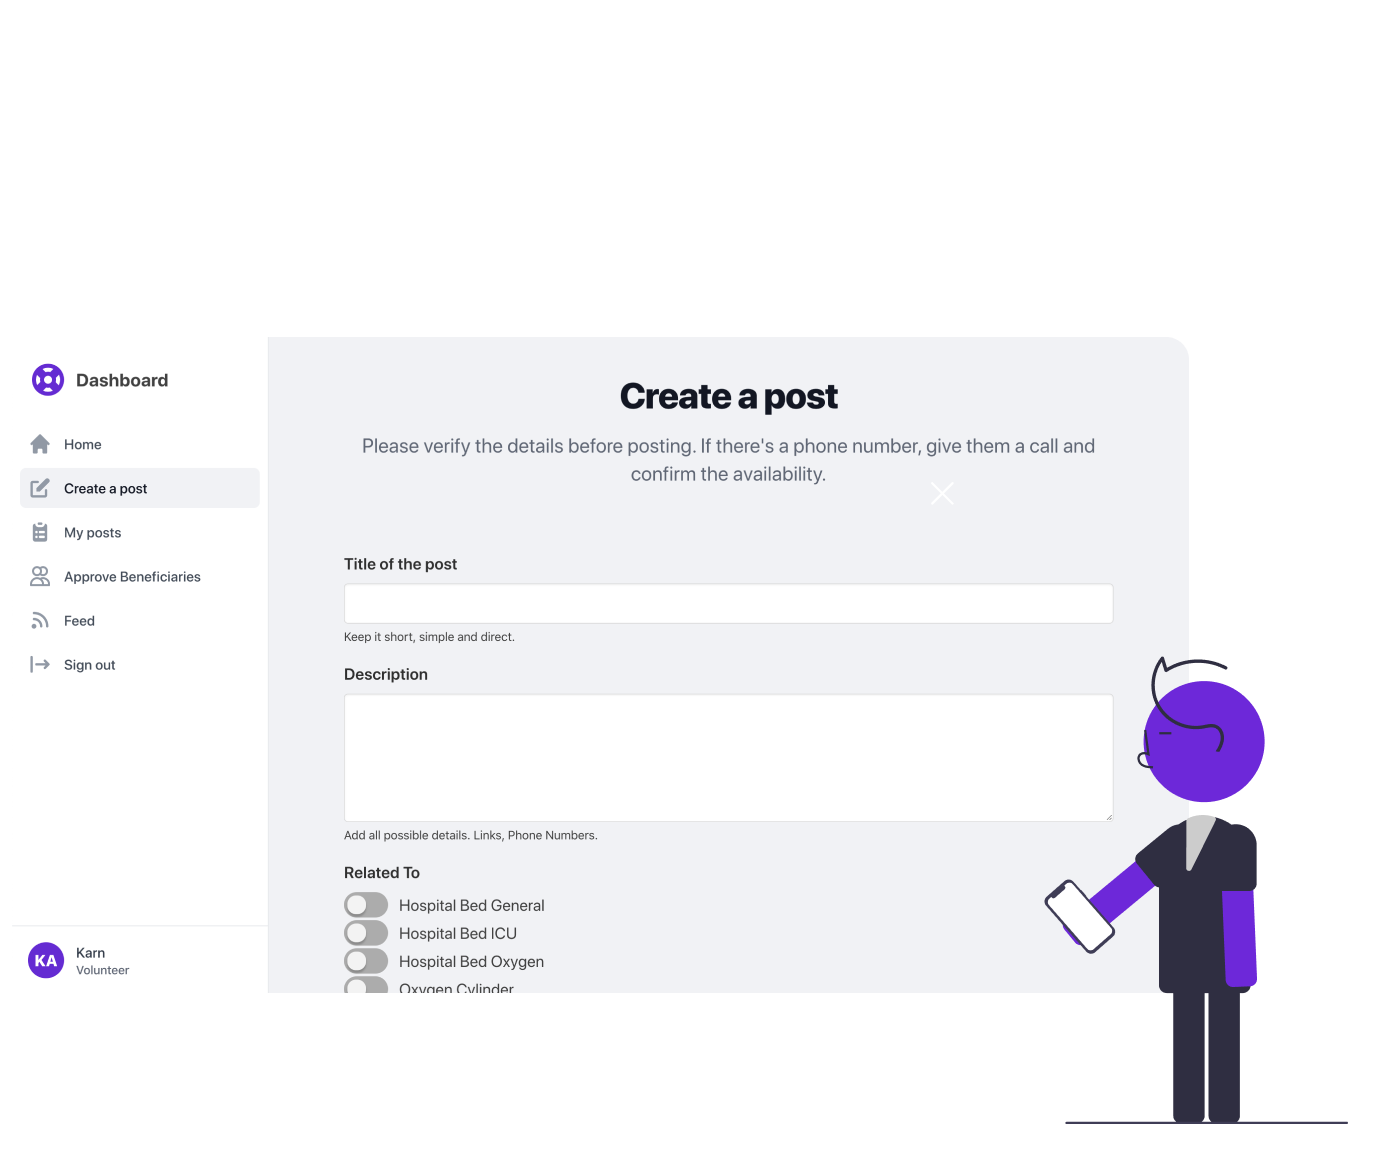 Dashboard
Home
Create a post
My posts
Approve Beneficiaries
Feed
Sign out
KA
Karn
Volunteer
Create a post
Please verify the details before posting. If there's a phone number, give them a call and
confirm the availability.
Title of the post
Keep it short, simple and direct.
Description
Add all possible details. Links, Phone Numbers.
Related To
Hospital Bed General
Hospital Bed ICU
Hospital Bed Oxygen
Oxygen Cylinder